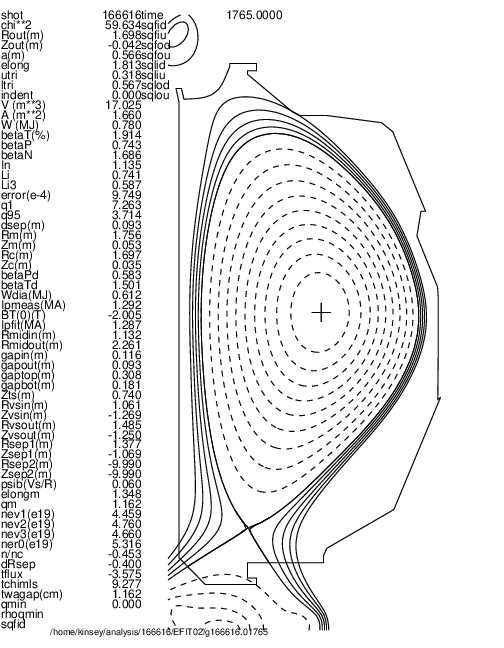 shot 166616time 1765.0000
chi**2 59.634sqfid
Rout(m) 1.698sqfiu
Zout(m) -0.042sqfod
a(m) 0.566sqfou
elong 1.813sqlid
utri 0.318sqliu
ltri 0.567sqlod
indent 0.000sqlou
V (m**3) 17.025
A (m**2) 1.660
W (MJ) 0.780
betaT(%) 1.914
betaP 0.743
betaN 1.686
In 1.135
Li 0.741
Li3 0.587
error(e-4) 9.749
q1 7.263
q95 3.714
dsep(m) 0.093
Rm(m) 1.756
Zm(m) 0.053
Rc(m) 1.697
Zc(m) 0.035
betaPd 0.583
betaTd 1.501
Wdia(MJ) 0.612
Ipmeas(MA) 1.292
BT(0)(T) -2.005
Ipfit(MA) 1.287
Rmidin(m) 1.132
Rmidout(m) 2.261
gapin(m) 0.116
gapout(m) 0.093
gaptop(m) 0.308
gapbot(m) 0.181
Zts(m) 0.740
Rvsin(m) 1.061
Zvsin(m) -1.269
Rvsout(m) 1.485
Zvsout(m) -1.250
Rsep1(m) 1.377
Zsep1(m) -1.069
Rsep2(m) -9.990
Zsep2(m) -9.990
psib(Vs/R) 0.060
elongm 1.348
qm 1.162
nev1(e19) 4.459
nev2(e19) 4.760
nev3(e19) 4.660
ner0(e19) 5.316
n/nc -0.453
dRsep -0.400
tflux -3.575
tchimls 9.277
twagap(cm) 1.162
qmin 0.000
rhoqmin
sqfid
/home/kinsey/analysis/166616/EFIT02/g166616.01765